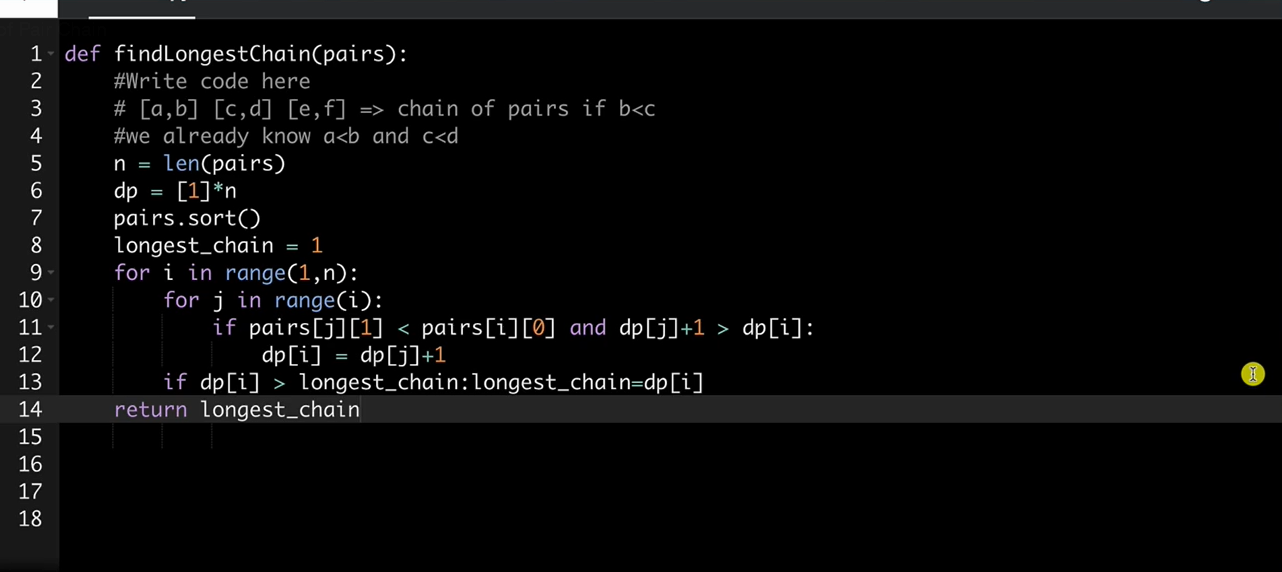 1 def findLongestChain(pairs):
2     #Write code here
3     # [a,b] [c,d] [e,f] => chain of pairs if b<c
4     #we already know a<b and c<d
5     n = len(pairs)
6     dp = [1]*n
7     pairs.sort()
8     longest_chain = 1
9     for i in range(1,n):
10         for j in range(i):
11             if pairs[j][1] < pairs[i][0] and dp[j]+1 > dp[i]:
12                 dp[i] = dp[j]+1
13         if dp[i] > longest_chain:longest_chain=dp[i]
14     return longest_chain
15
16
17
18